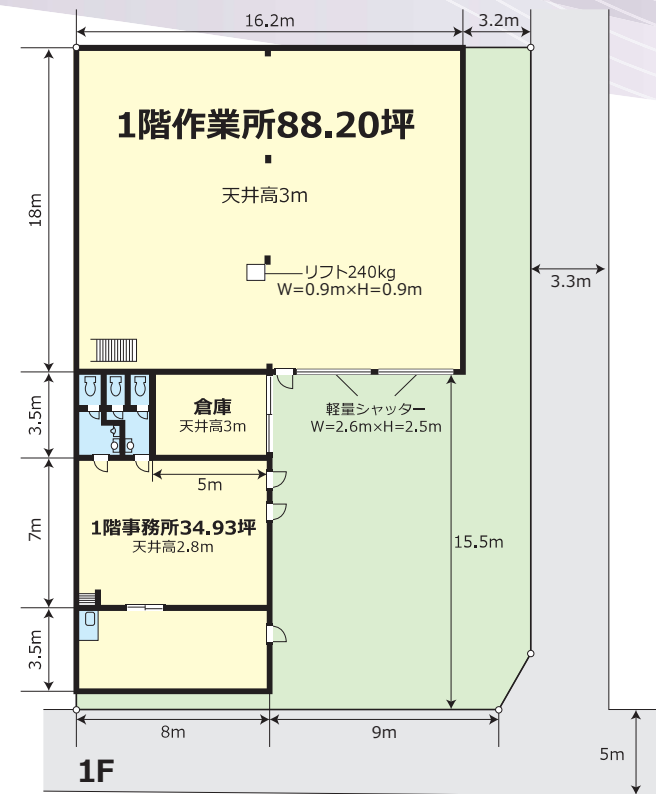 16.2m
3.2m
1階作業所88.20坪
天井高3m
18m
リフト240kg
W=0.9m×H=0.9m
3.3m
倉庫
天井高3m
軽量シャッター
W=2.6m×H=2.5m
3.5m
5m
1階事務所34.93坪
天井高2.8m
7m
15.5m
3.5m
8m
9m
5m
1F